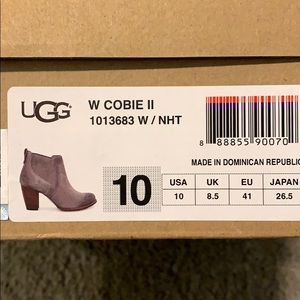 UGG
W COBIE II
1013683 W / NHT
8 88855 90070
MADE IN DOMINICAN REPUBLIC
10
USA UK EU JAPAN
10 8.5 41 26.5